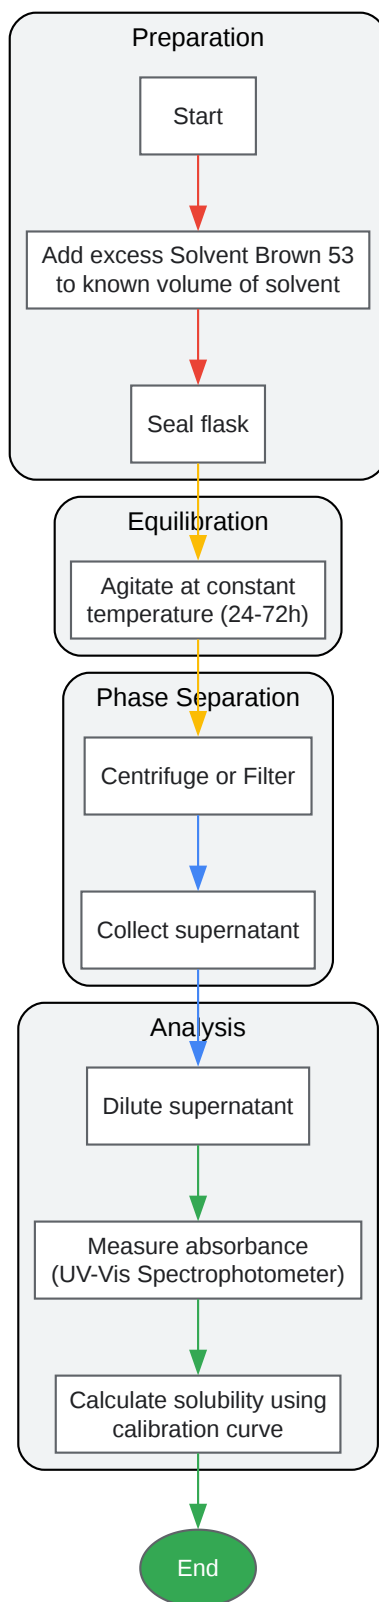 Preparation
Start
Add excess Solvent Brown 53
to known volume of solvent
Seal flask
Equilibration
Agitate at constant
temperature (24-72h)
Phase Separation
Centrifuge or Filter
Collect supernatant
Analysis
Dilute supernatant
Measure absorbance
(UV-Vis Spectrophotometer)
Calculate solubility using
calibration curve
End